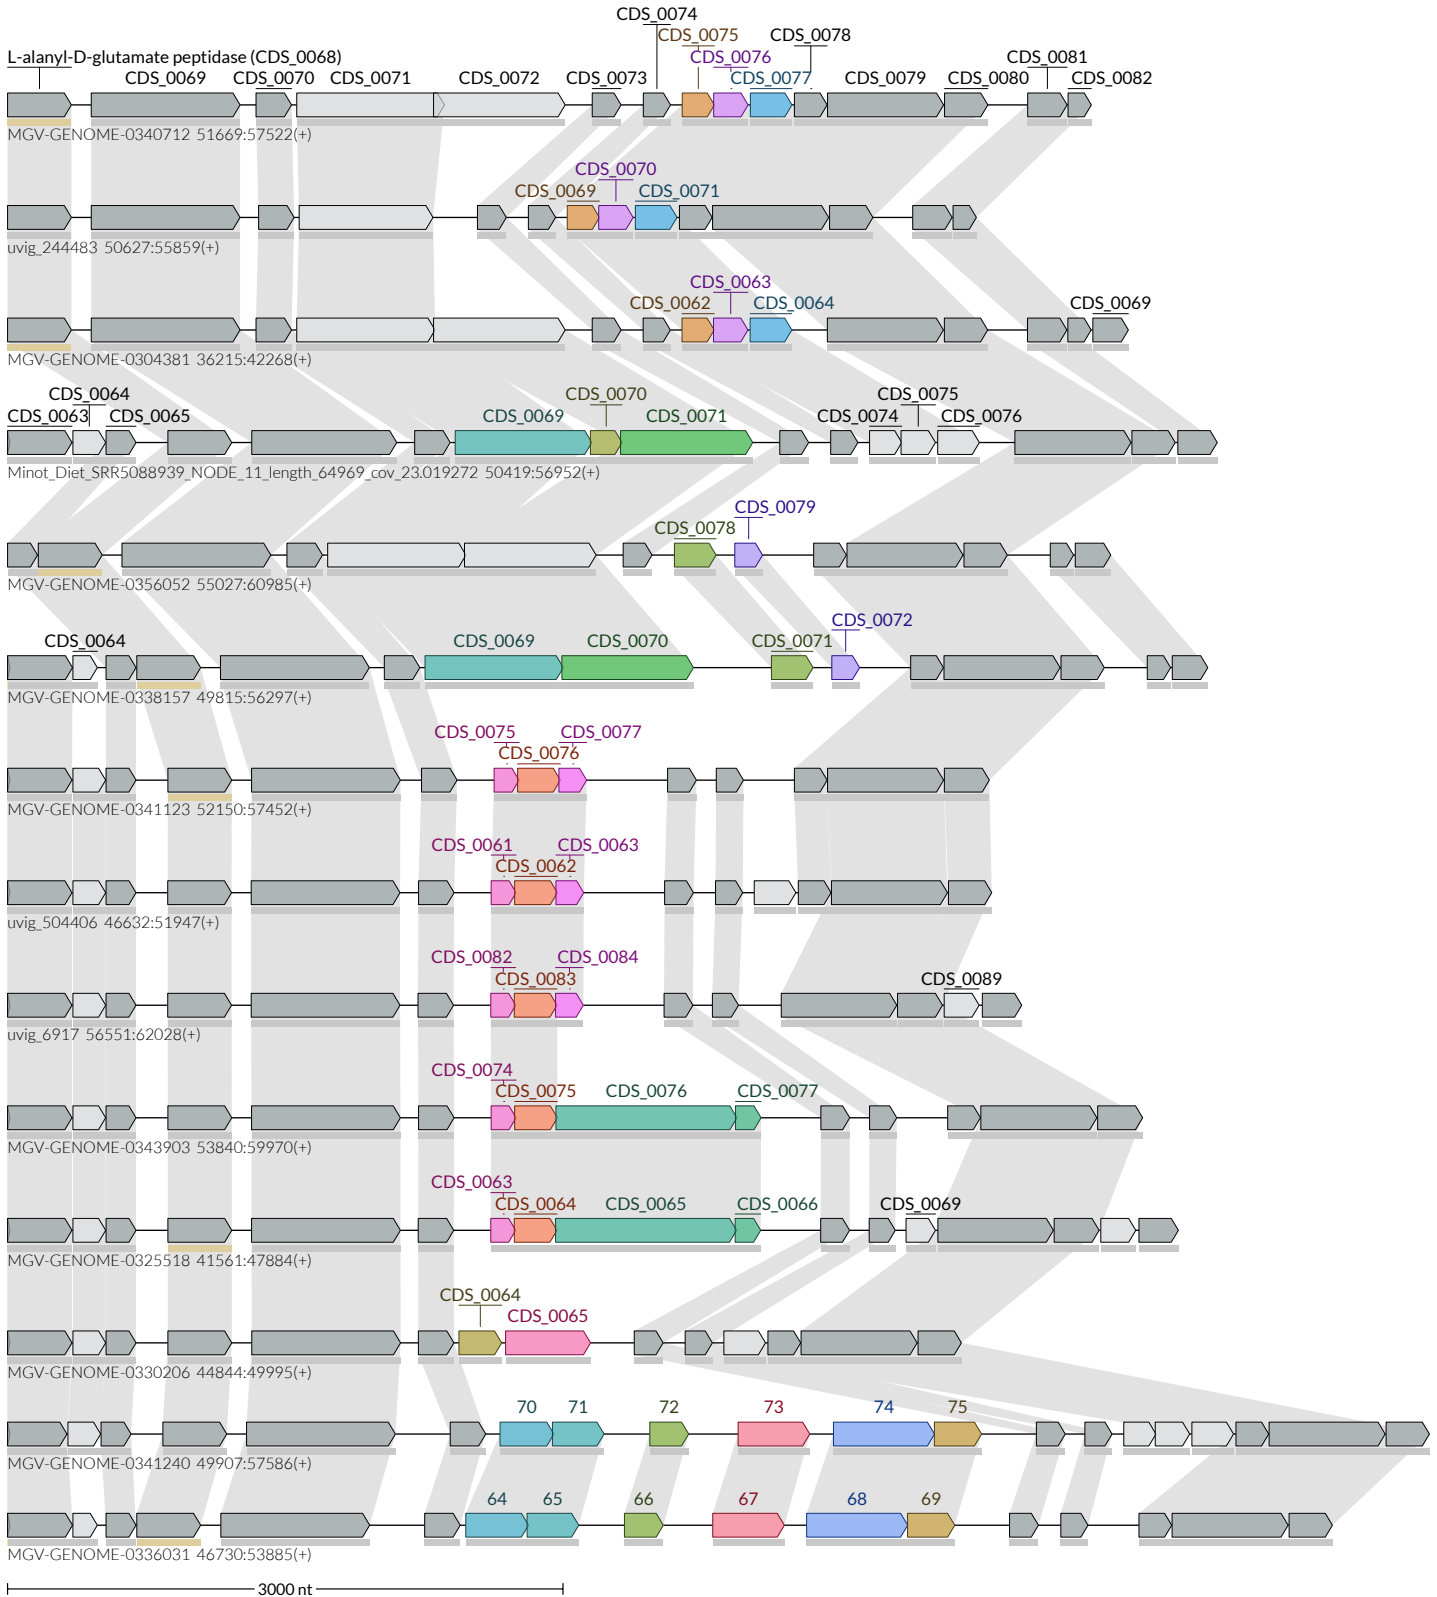 CDS_0074
CDS_0075 CDS_0078
L-alanyl-D-glutamate peptidase (CDS_0068) CDS_0076
CDS_0069 CDS_0070 CDS_0071 CDS_0072 CDS_0073 CDS_0077 CDS_0079 CDS_0080 CDS_0081 CDS_0082
MGV-GENOME-0340712 51669:57522(+)
CDS_0070
CDS_0069 CDS_0071
uvig_244483 50627:55859(+)
CDS_0063
CDS_0062 CDS_0064 CDS_0069
MGV-GENOME-0304381 36215:42268(+)
CDS_0064 CDS_0070 CDS_0075
CDS_0063 CDS_0065 CDS_0069 CDS_0071 CDS_0074 CDS_0076
Minot_Diet_SRR5088939_NODE_11_length_64969_cov_23.019272 50419:56952(+)
CDS_0079
CDS_0078
MGV-GENOME-0356052 55027:60985(+)
CDS_0072
CDS_0064 CDS_0069 CDS_0070 CDS_0071
MGV-GENOME-0338157 49815:56297(+)
CDS_0075 CDS_0077
CDS_0076
MGV-GENOME-0341123 52150:57452(+)
CDS_0061 CDS_0063
CDS_0062
uvig_504406 46632:51947(+)
CDS_0082 CDS_0084
CDS_0083 CDS_0089
uvig_6917 56551:62028(+)
CDS_0074
CDS_0075 CDS_0076 CDS_0077
MGV-GENOME-0343903 53840:59970(+)
CDS_0063
CDS_0064 CDS_0065 CDS_0066 CDS_0069
MGV-GENOME-0325518 41561:47884(+)
CDS_0064
CDS_0065
MGV-GENOME-0330206 44844:49995(+)
70 71 72 73 74 75
MGV-GENOME-0341240 49907:57586(+)
64 65 66 67 68 69
MGV-GENOME-0336031 46730:53885(+)
3000 nt